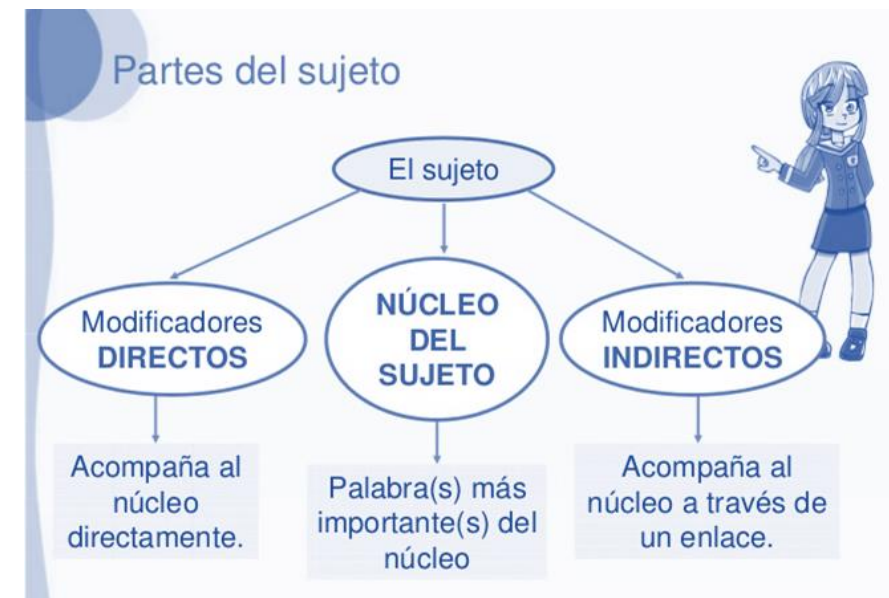 Partes del sujeto
El sujeto
Modificadores
DIRECTOS
NÚCLEO
DEL
SUJETO
Modificadores
INDIRECTOS
Acompaña al
núcleo
directamente.
Palabra(s) más
importante(s) del
núcleo
Acompaña al
núcleo a través de
un enlace.